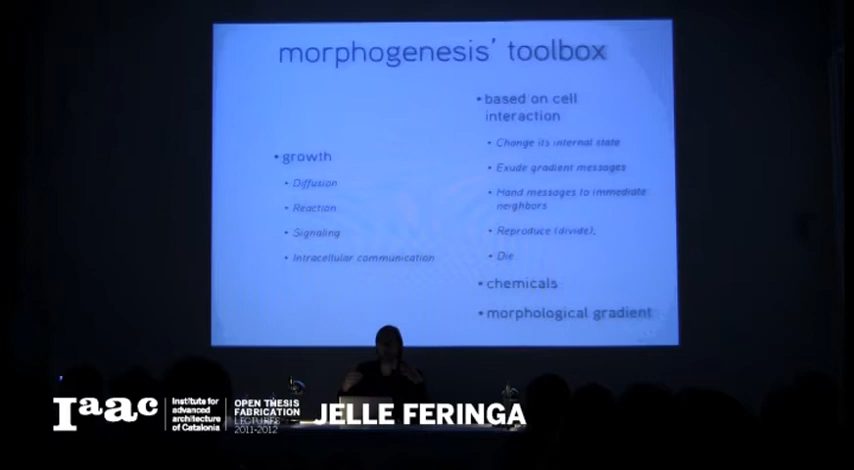 morphogenesis' toolbox
• growth
• Diffusion
• Reaction
• Signaling
• Intracellular communication
• based on cell
interaction
• Change its internal state
• Exude gradient messages
• Hand messages to immediate
neighbors
• Reproduce (divide),
• Die
• chemicals
• morphological gradient
Iaac
Institute for
advanced
architecture
of Catalonia
OPEN THESIS
FABRICATION
LECTURES
2011-2012
JELLE FERINGA